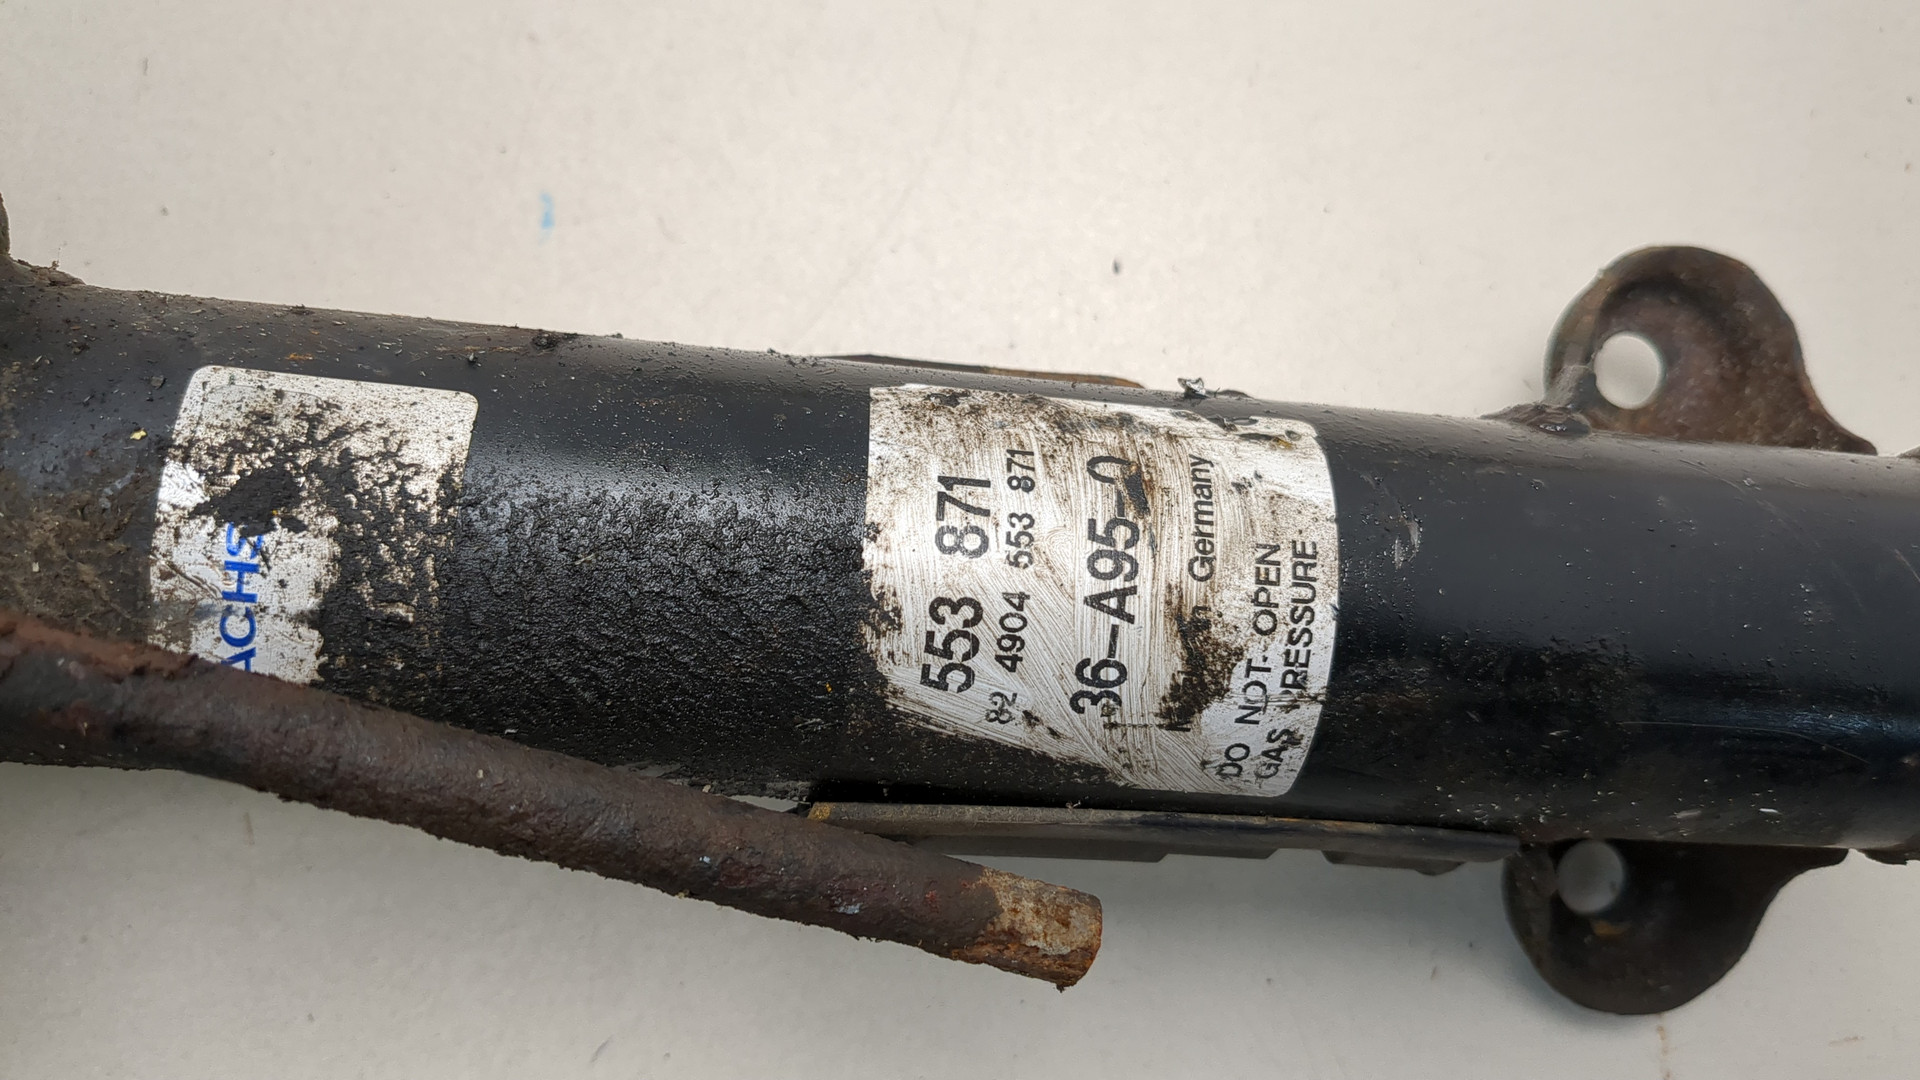 ACHS
553 871
82 4904 553 871
36-A95-0
Germany
DO NOT OPEN
GAS PRESSURE